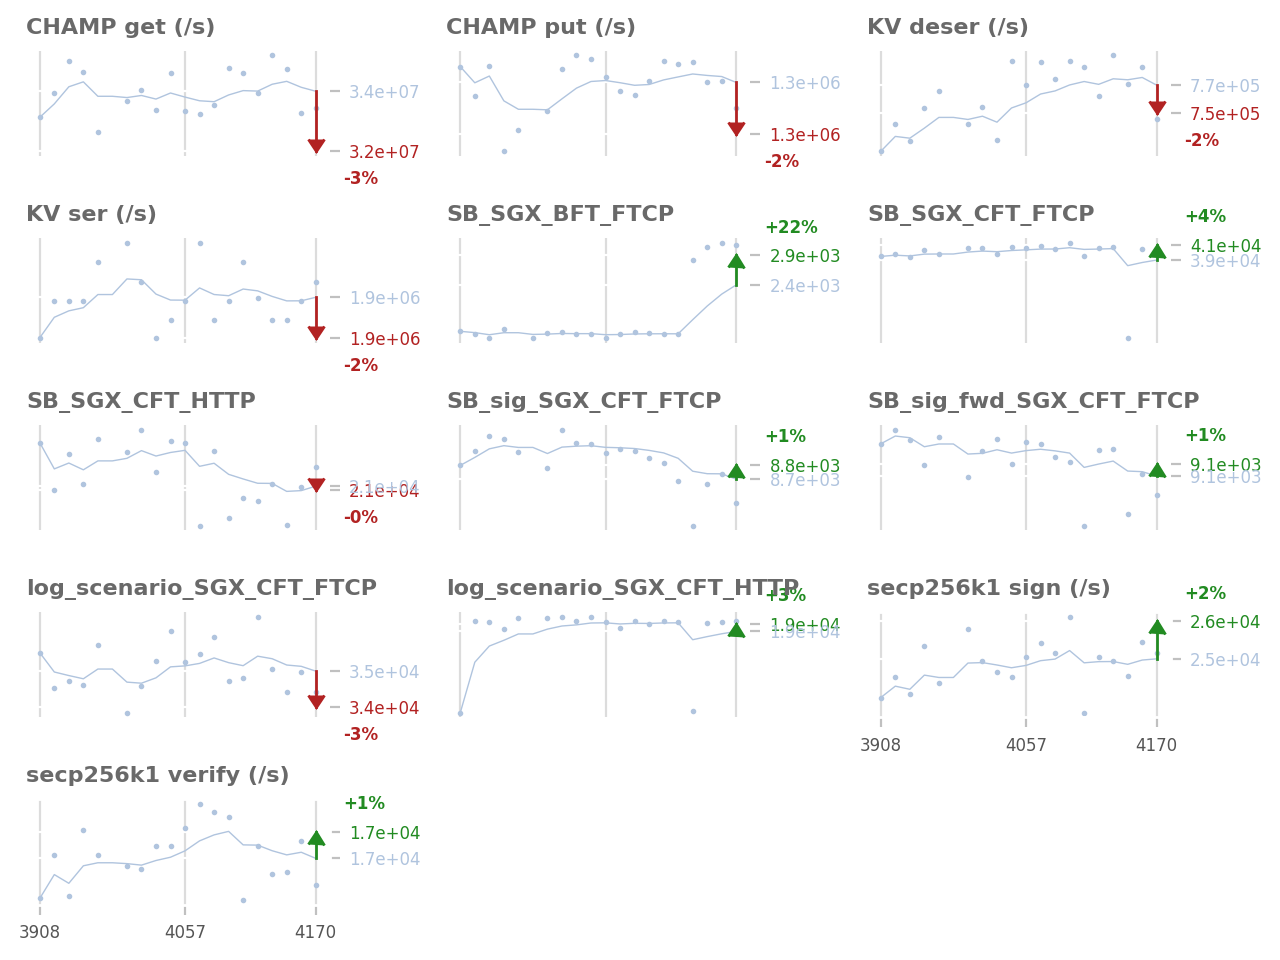 CHAMP get (/s)
3.4e+07
3.2e+07
-3%
CHAMP put (/s)
1.3e+06
1.3e+06
-2%
KV deser (/s)
7.7e+05
7.5e+05
-2%
KV ser (/s)
1.9e+06
1.9e+06
-2%
SB_SGX_BFT_FTCP
+22%
2.9e+03
2.4e+03
SB_SGX_CFT_FTCP
+4%
4.1e+04
3.9e+04
SB_SGX_CFT_HTTP
2.1e+04
2.1e+04
-0%
SB_sig_SGX_CFT_FTCP
+1%
8.8e+03
8.7e+03
SB_sig_fwd_SGX_CFT_FTCP
+1%
9.1e+03
9.1e+03
log_scenario_SGX_CFT_FTCP
3.5e+04
3.4e+04
-3%
log_scenario_SGX_CFT_HTTP
+3%
1.9e+04
1.9e+04
secp256k1 sign (/s)
+2%
2.6e+04
2.5e+04
3908 4057 4170
secp256k1 verify (/s)
+1%
1.7e+04
1.7e+04
3908 4057 4170